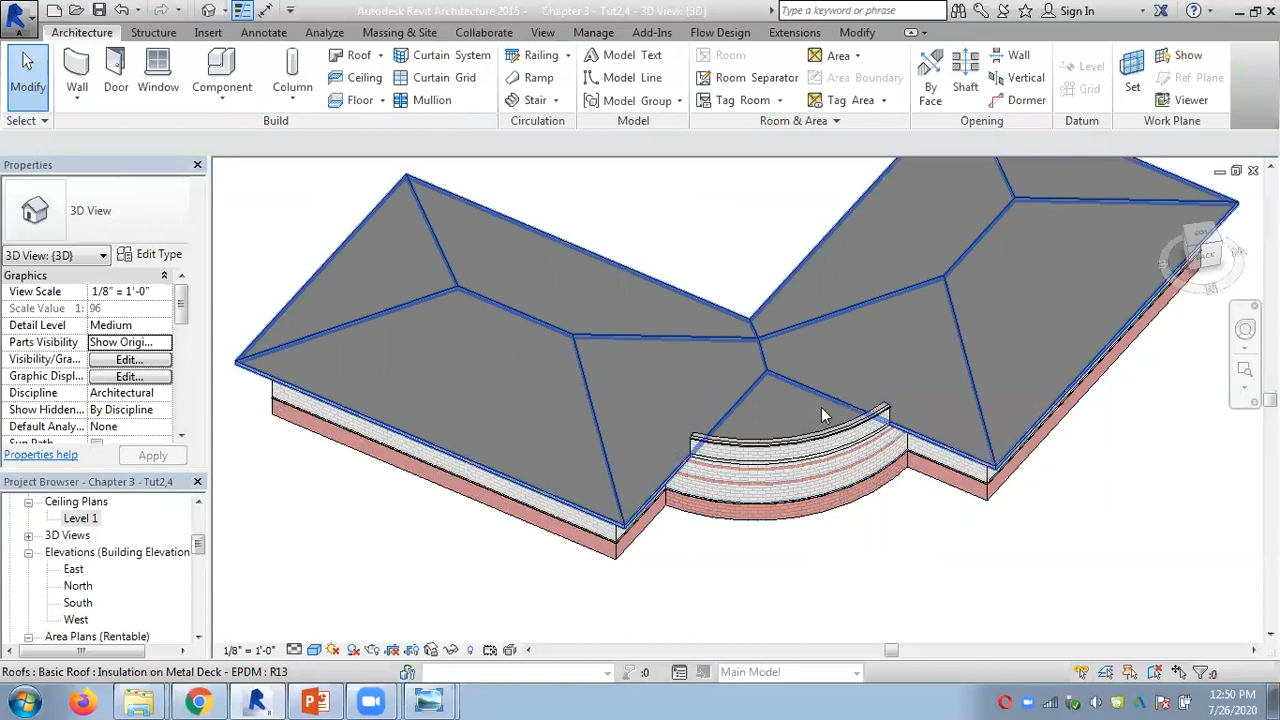 Autodesk Revit Architecture 2015 - Chapter 3 - Tut2,4 - 3D View: {3D}
Type a keyword or phrase
Sign In
Architecture Structure Insert Annotate Analyze Massing & Site Collaborate View Manage Add-Ins Flow Design Extensions Modify
Modify
Select
Wall
Door
Window
Component
Column
Roof
Ceiling
Floor
Curtain System
Curtain Grid
Mullion
Build
Railing
Ramp
Stair
Circulation
Model Text
Model Line
Model Group
Model
Room
Room Separator
Tag Room
Area
Area Boundary
Tag Area
Room & Area
By Face
Shaft
Wall
Vertical
Dormer
Opening
Level
Grid
Datum
Set
Show
Ref Plane
Viewer
Work Plane
Properties
3D View
3D View: {3D} Edit Type
Graphics
View Scale 1/8" = 1'-0"
Scale Value 1: 96
Detail Level Medium
Parts Visibility Show Origi...
Visibility/Gra... Edit...
Graphic Displ... Edit...
Discipline Architectural
Show Hidden... By Discipline
Default Analy... None
Sun Path
Properties help Apply
Project Browser - Chapter 3 - Tut2,4
Ceiling Plans
Level 1
3D Views
Elevations (Building Elevation
East
North
South
West
Area Plans (Rentable)
BACK
1/8" = 1'-0"
Roofs : Basic Roof : Insulation on Metal Deck - EPDM : R13
:0
Main Model
:0
12:50 PM
7/26/2020